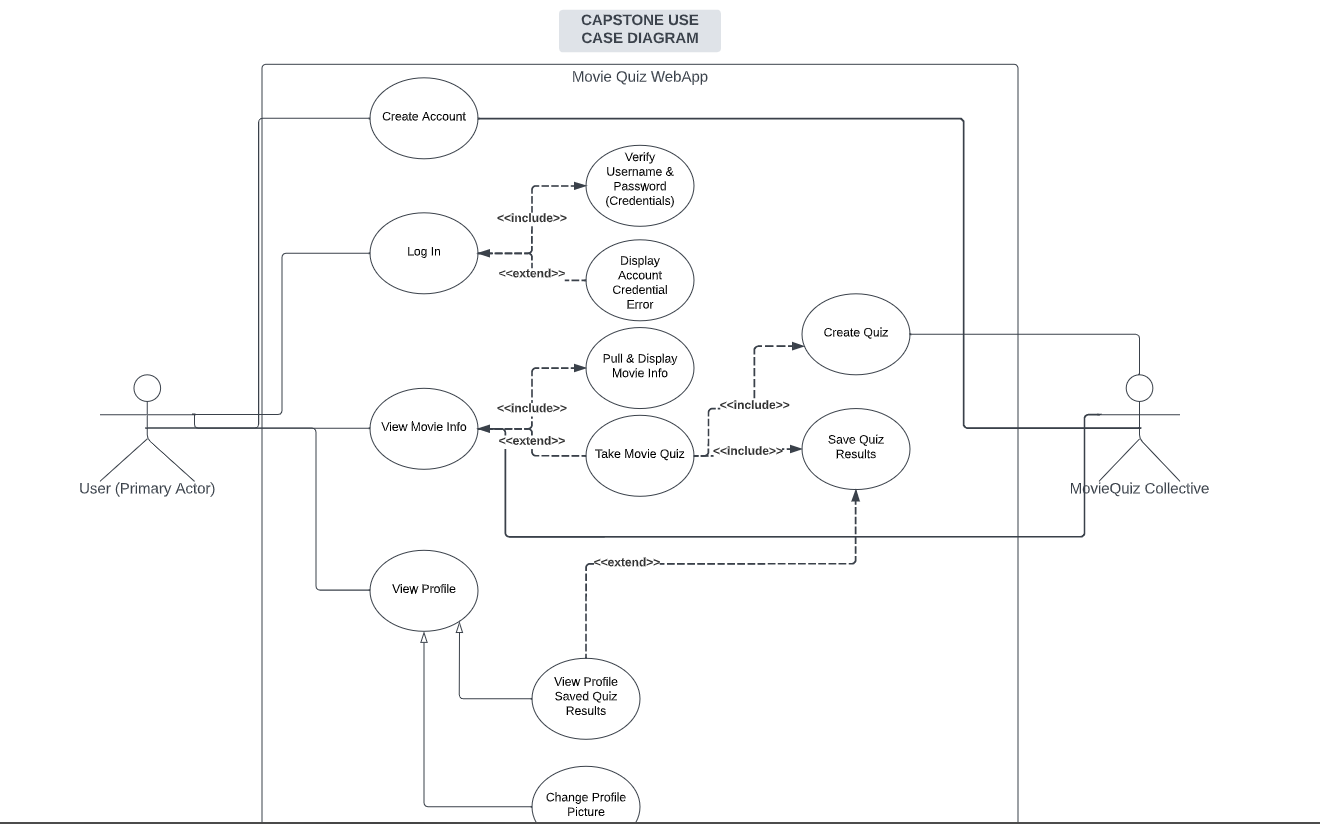 CAPSTONE USE
CASE DIAGRAM
Movie Quiz WebApp
Create Account
Verify
Username &
Password
(Credentials)
<<include>>
Log In
<<extend>>
Display
Account
Credential
Error
Create Quiz
Pull & Display
Movie Info
<<include>>
<<include>>
View Movie Info
<<extend>>
Take Movie Quiz
<<include>>
Save Quiz
Results
User (Primary Actor)
MovieQuiz Collective
<<extend>>
View Profile
View Profile
Saved Quiz
Results
Change Profile
Picture